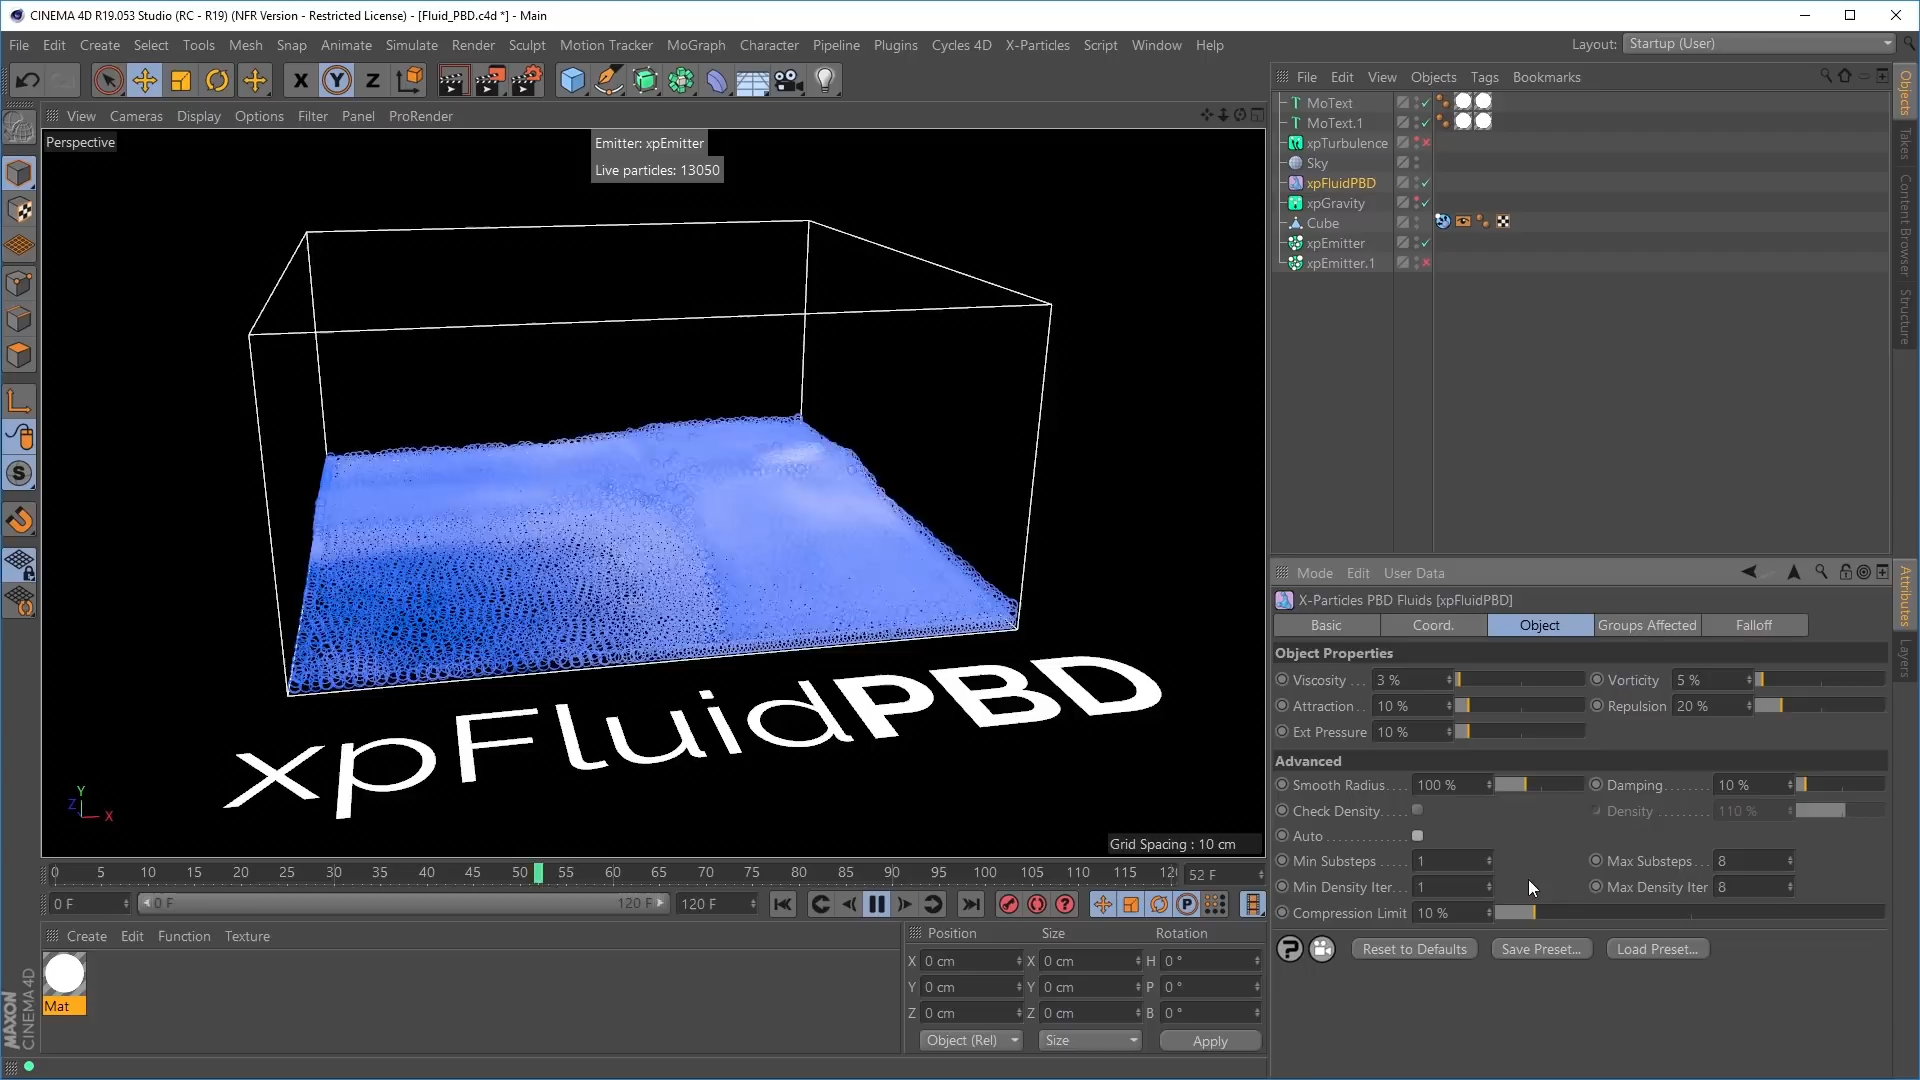 CINEMA 4D R19.053 Studio (RC - R19) (NFR Version - Restricted License) - [Fluid_PBD.c4d *] - Main
File Edit Create Select Tools Mesh Snap Animate Simulate Render Sculpt Motion Tracker MoGraph Character Pipeline Plugins Cycles 4D X-Particles Script Window Help
Layout: Startup (User)
X Y Z
File Edit View Objects Tags Bookmarks
View Cameras Display Options Filter Panel ProRender
Perspective
Emitter: xpEmitter
Live particles: 13050
MoText
MoText.1
xpTurbulence
Sky
xpFluidPBD
xpGravity
Cube
xpEmitter
xpEmitter.1
Objects
Takes
Content Browser
Structure
xpFluidPBD
Y
Z
X
Grid Spacing : 10 cm
Mode Edit User Data
X-Particles PBD Fluids [xpFluidPBD]
Basic Coord. Object Groups Affected Falloff
Object Properties
Viscosity . . . 3 % Vorticity 5 %
Attraction . . 10 % Repulsion 20 %
Ext Pressure 10 %
Advanced
Smooth Radius. . . . 100 % Damping. . . . . . . . 10 %
Check Density. . . . . Density . . . . . . . . . 110 %
Auto . . . . . . . . . . . . .
Min Substeps . . . . . 1 Max Substeps . . . 8
Min Density Iter. . . 1 Max Density Iter 8
Compression Limit 10 %
Reset to Defaults Save Preset... Load Preset...
Attributes
Layers
0 5 10 15 20 25 30 35 40 45 50 55 60 65 70 75 80 85 90 95 100 105 110 115 12 52 F
0 F 0 F 120 F 120 F
P
Create Edit Function Texture
Mat
Position Size Rotation
X 0 cm X 0 cm H 0 °
Y 0 cm Y 0 cm P 0 °
Z 0 cm Z 0 cm B 0 °
Object (Rel) Size Apply
MAXON
CINEMA 4D